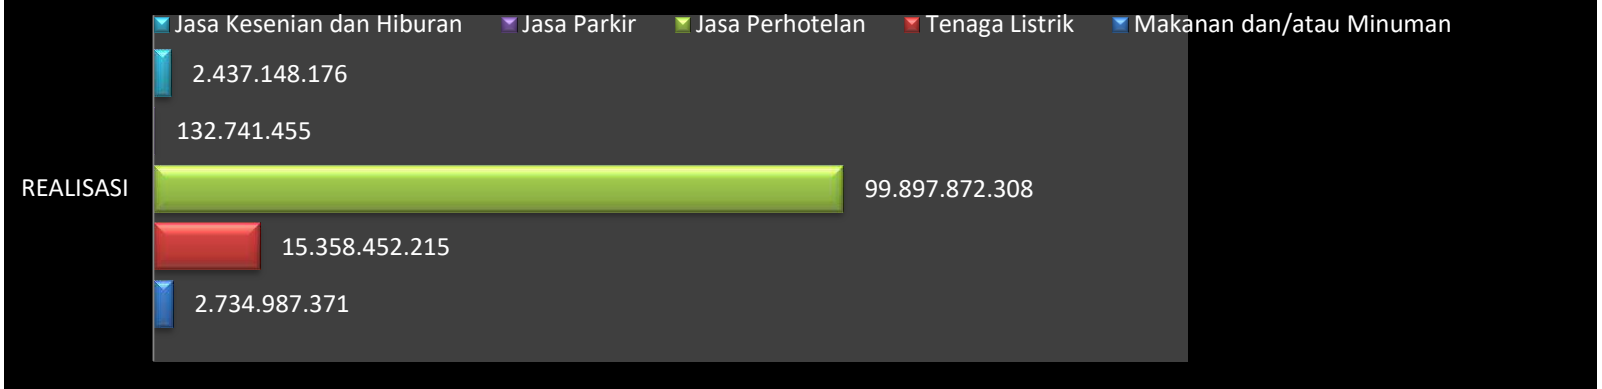 Jasa Kesenian dan Hiburan Jasa Parkir Jasa Perhotelan Tenaga Listrik Makanan dan/atau Minuman
2.437.148.176
132.741.455
REALISASI 99.897.872.308
15.358.452.215
2.734.987.371